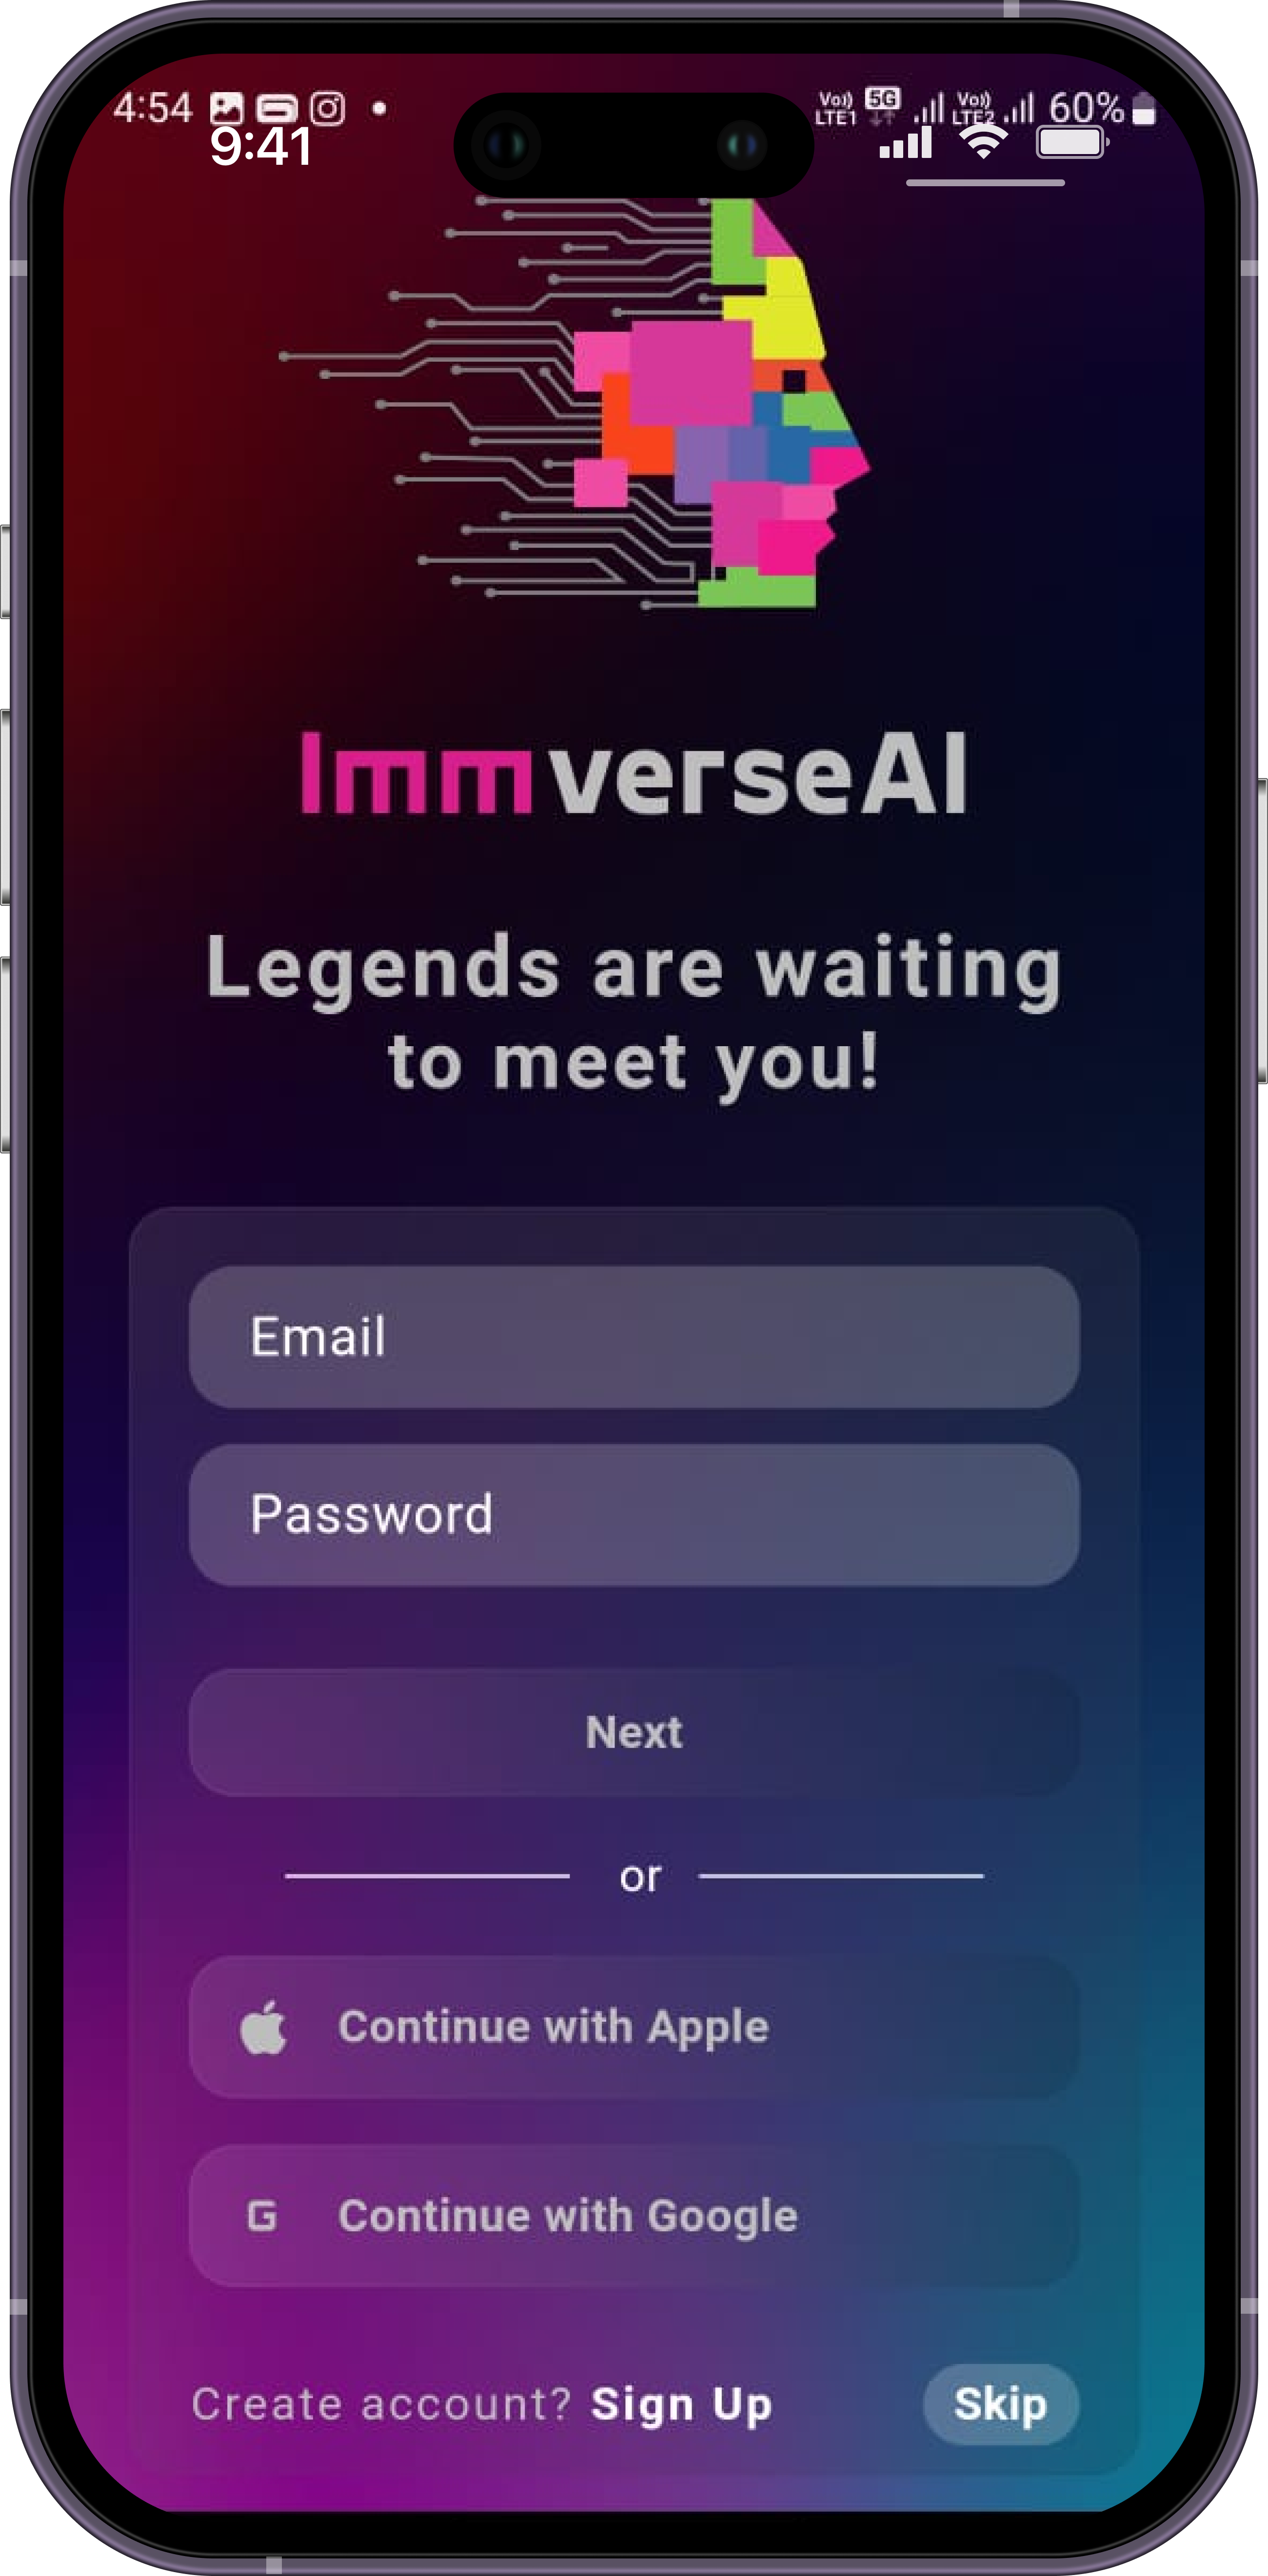 4:54
Vo)) LTE1 5G Vo)) LTE2 60%
9:41
ImmverseAI
Legends are waiting
to meet you!
Email
Password
Next
or
Continue with Apple
G Continue with Google
Create account? Sign Up Skip